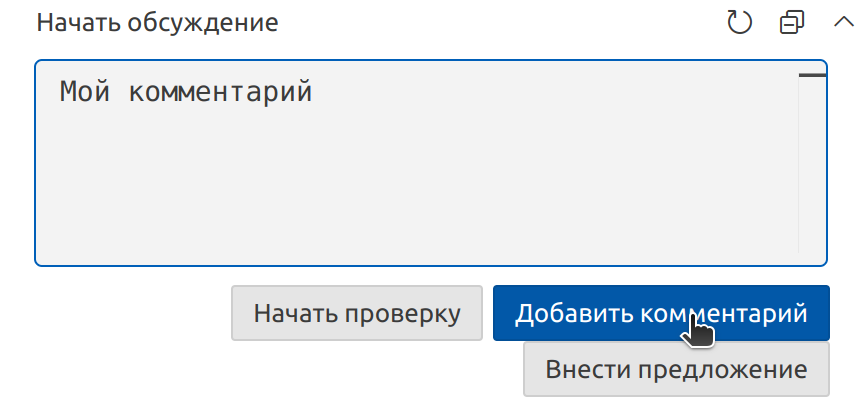 Начать обсуждение
Мой комментарий
Начать проверку
Добавить комментарий
Внести предложение